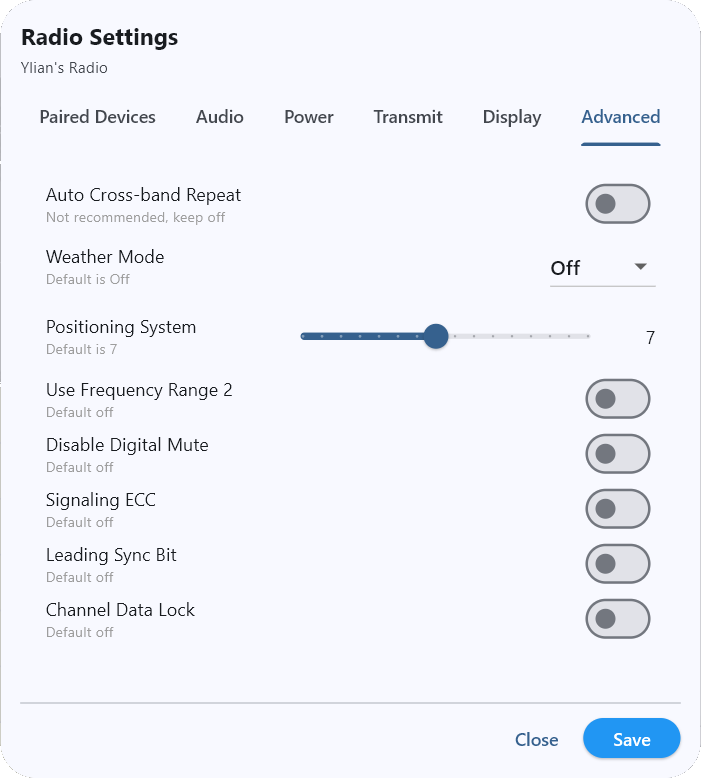 Radio Settings
Ylian's Radio
Paired Devices Audio Power Transmit Display Advanced
Auto Cross-band Repeat
Not recommended, keep off
Weather Mode
Default is Off
Off
Positioning System
Default is 7
7
Use Frequency Range 2
Default off
Disable Digital Mute
Default off
Signaling ECC
Default off
Leading Sync Bit
Default off
Channel Data Lock
Default off
Close Save